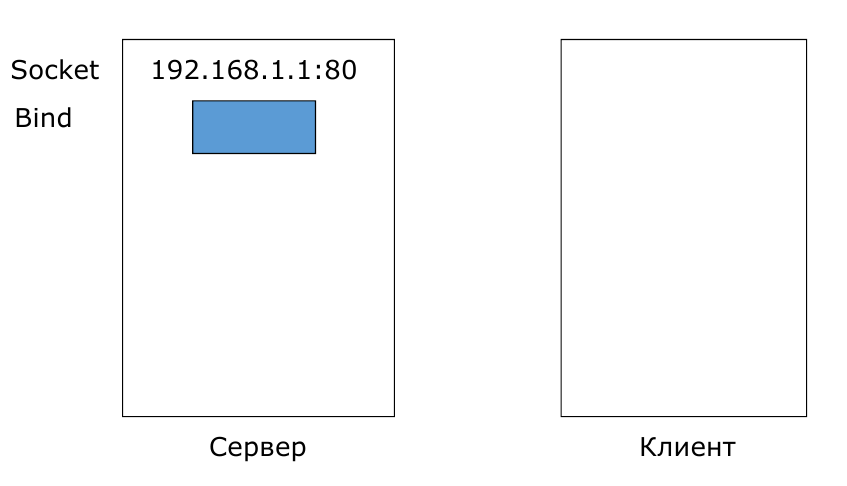 Socket
192.168.1.1:80
Bind
Сервер
Клиент